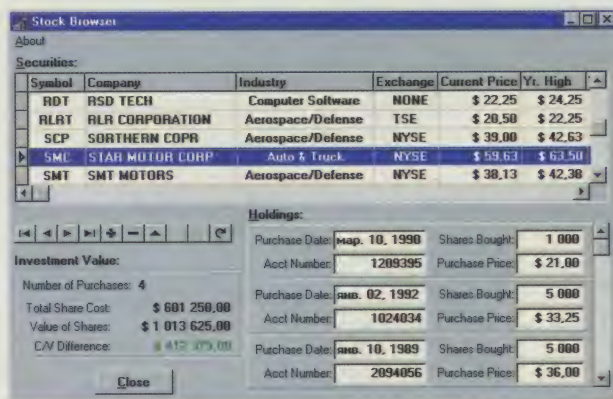 Stock Browser
About
Securities:
Symbol Company Industry Exchange Current Price Yr. High
RDT RSD TECH Computer Software NONE $ 22,25 $ 24,25
RLRT RLR CORPORATION Aerospace/Defense TSE $ 20,50 $ 22,25
SCP SORTHERN COPR Aerospace/Defense NYSE $ 39,00 $ 42,63
SMC STAR MOTOR CORP Auto & Truck NYSE $ 59,63 $ 63,50
SMT SMT MOTORS Aerospace/Defense NYSE $ 38,13 $ 42,38
Holdings:
Purchase Date: мар. 10, 1990 Shares Bought: 1 000
Acct Number: 1209395 Purchase Price: $ 21,00
Purchase Date: янв. 02, 1992 Shares Bought: 5 000
Acct Number: 1024034 Purchase Price: $ 33,25
Purchase Date: янв. 10, 1989 Shares Bought: 5 000
Acct Number: 2094056 Purchase Price: $ 36,00
Investment Value:
Number of Purchases: 4
Total Share Cost: $ 601 250,00
Value of Shares: $ 1 013 625,00
C/V Difference: $ 412 375,00
Close